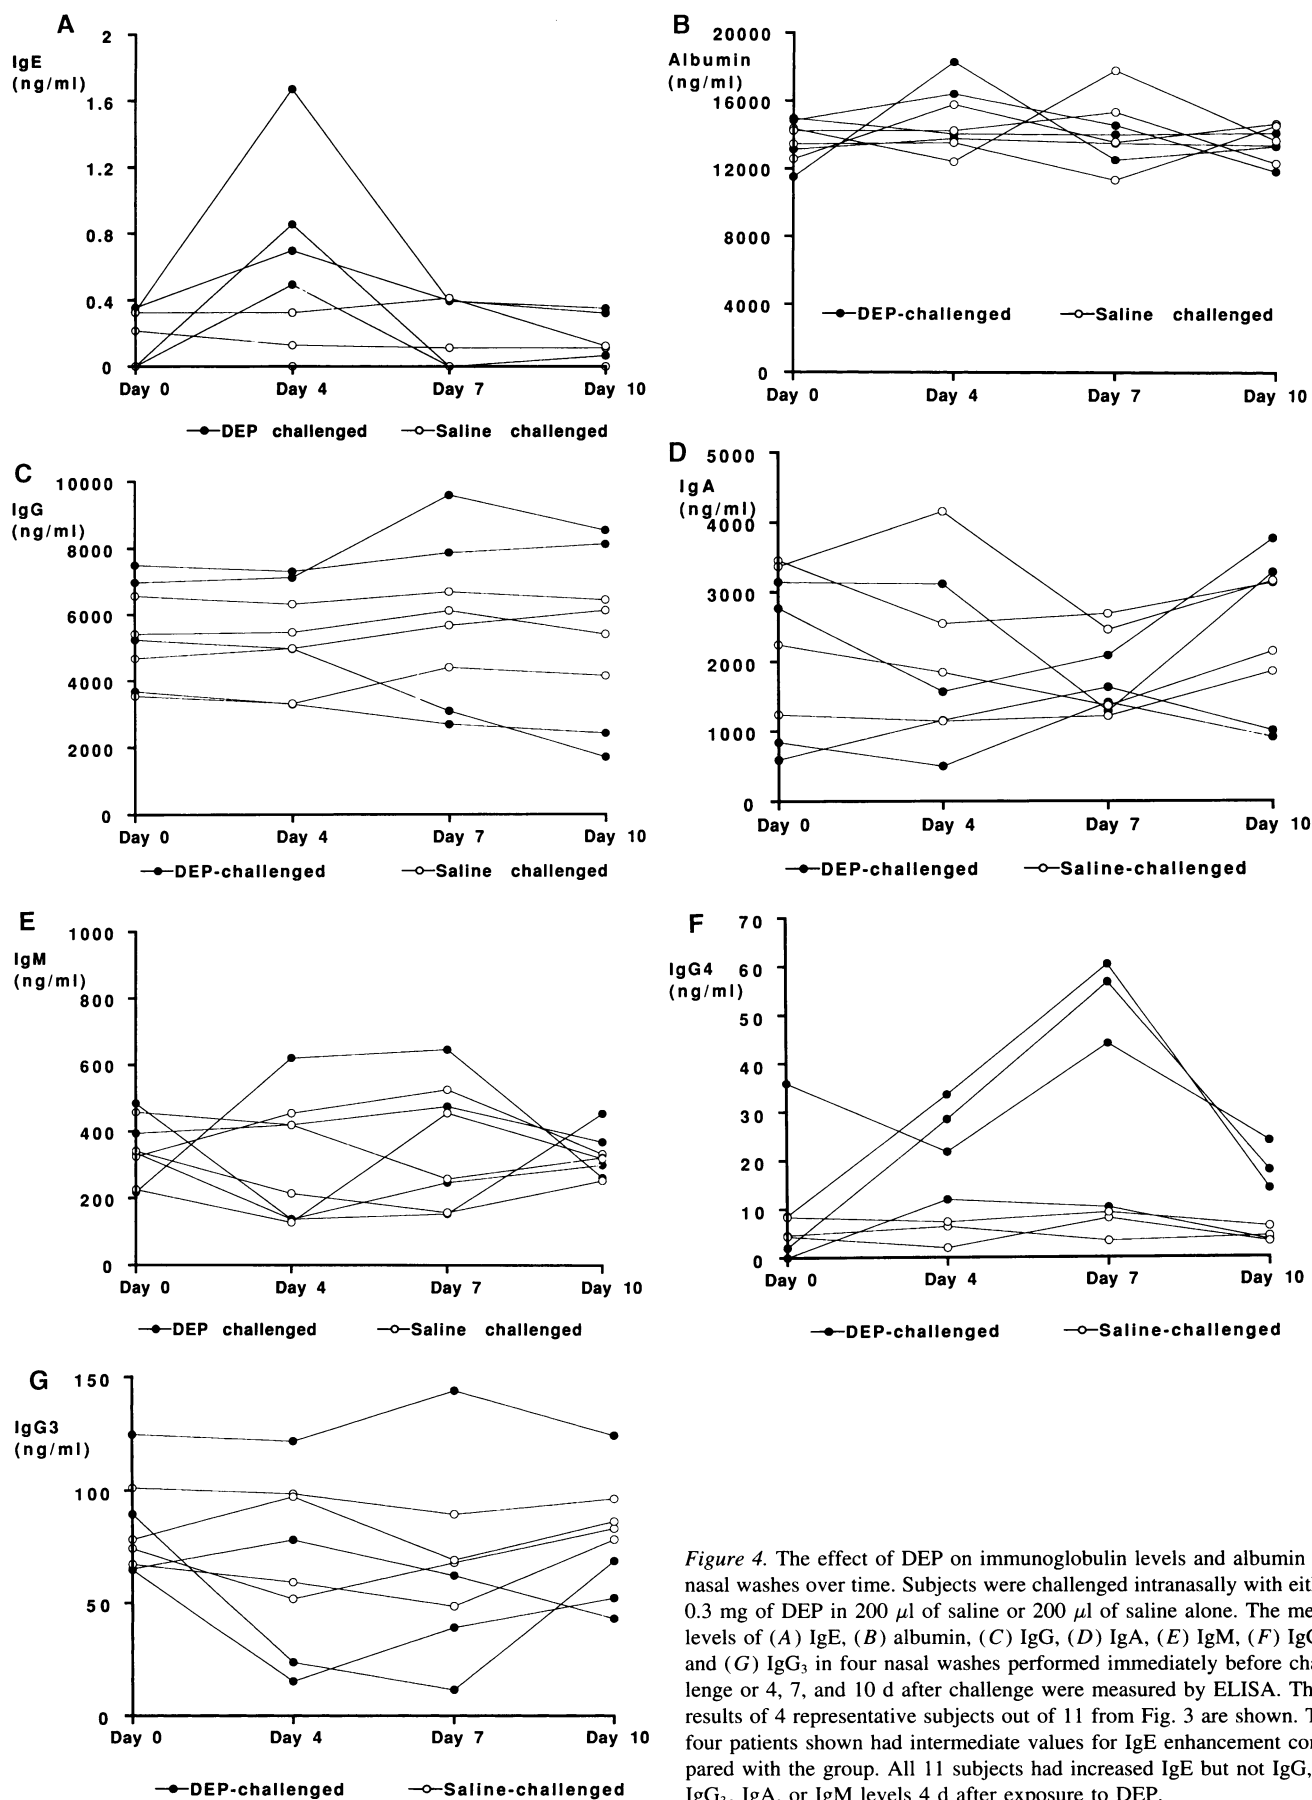 A
IgE
(ng/ml)
2
1.6
1.2
0.8
0.4
0
Day 0 Day 4 Day 7 Day 10
DEP challenged Saline challenged
B
Albumin
(ng/ml)
20000
16000
12000
8000
4000
0
DEP-challenged Saline challenged
Day 0 Day 4 Day 7 Day 10
C
IgG
(ng/ml)
10000
8000
6000
4000
2000
0
Day 0 Day 4 Day 7 Day 10
DEP-challenged Saline challenged
D
IgA
(ng/ml)
5000
4000
3000
2000
1000
0
Day 0 Day 4 Day 7 Day 10
DEP-challenged Saline-challenged
E
IgM
(ng/ml)
1000
800
600
400
200
0
Day 0 Day 4 Day 7 Day 10
DEP challenged Saline challenged
F
IgG4
(ng/ml)
70
60
50
40
30
20
10
0
Day 0 Day 4 Day 7 Day 10
DEP-challenged Saline-challenged
G
IgG3
(ng/ml)
150
100
50
0
Day 0 Day 4 Day 7 Day 10
DEP-challenged Saline-challenged
Figure 4. The effect of DEP on immunoglobulin levels and albumin
nasal washes over time. Subjects were challenged intranasally with
0.3 mg of DEP in 200 μl of saline or 200 μl of saline alone. The
levels of (A) IgE, (B) albumin, (C) IgG, (D) IgA, (E) IgM, (F)
and (G) IgG₃ in four nasal washes performed immediately before
lenge or 4, 7, and 10 d after challenge were measured by ELISA.
results of 4 representative subjects out of 11 from Fig. 3 are shown.
four patients shown had intermediate values for IgE enhancement
pared with the group. All 11 subjects had increased IgE but not IgG,
IgG₃, IgA, or IgM levels 4 d after exposure to DEP.